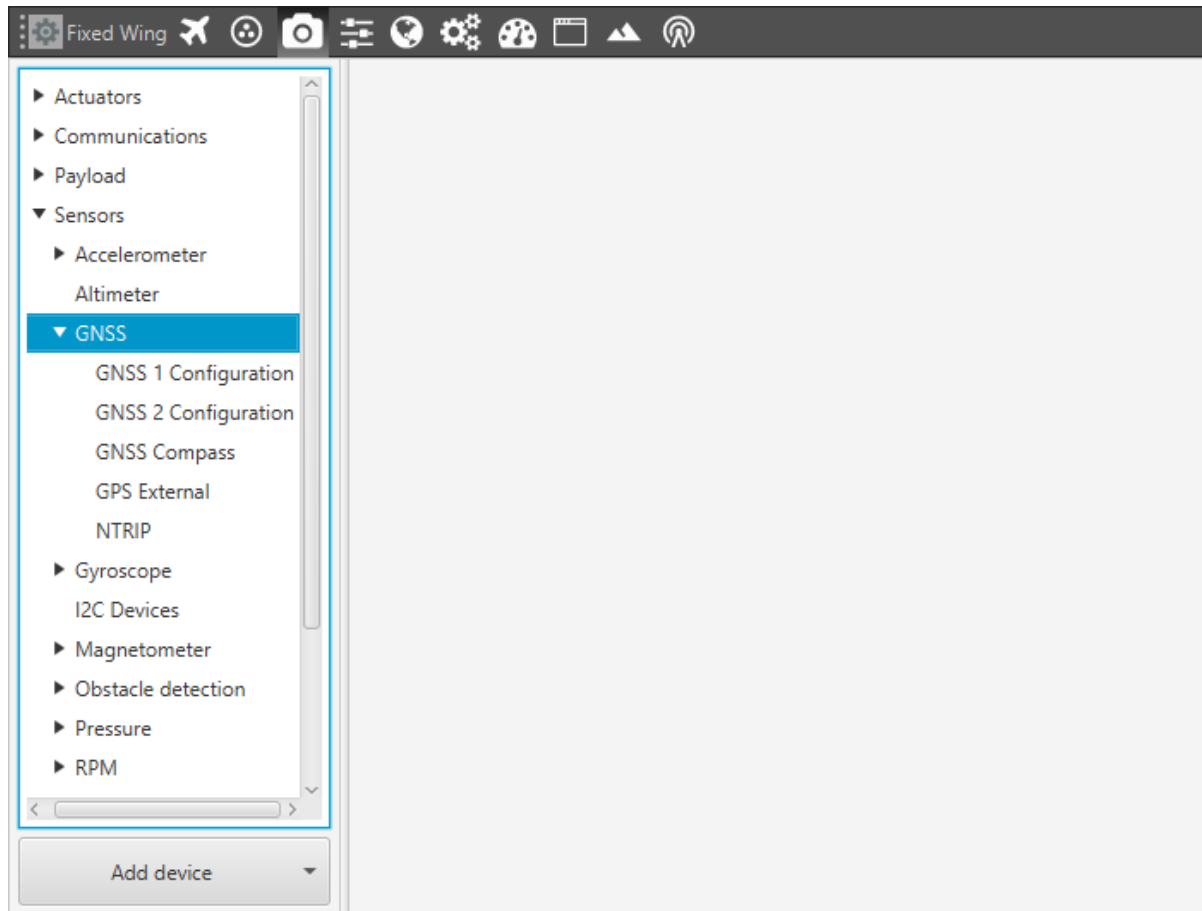 Fixed Wing
Actuators
Communications
Payload
Sensors
Accelerometer
Altimeter
GNSS
GNSS 1 Configuration
GNSS 2 Configuration
GNSS Compass
GPS External
NTRIP
Gyroscope
I2C Devices
Magnetometer
Obstacle detection
Pressure
RPM
Add device